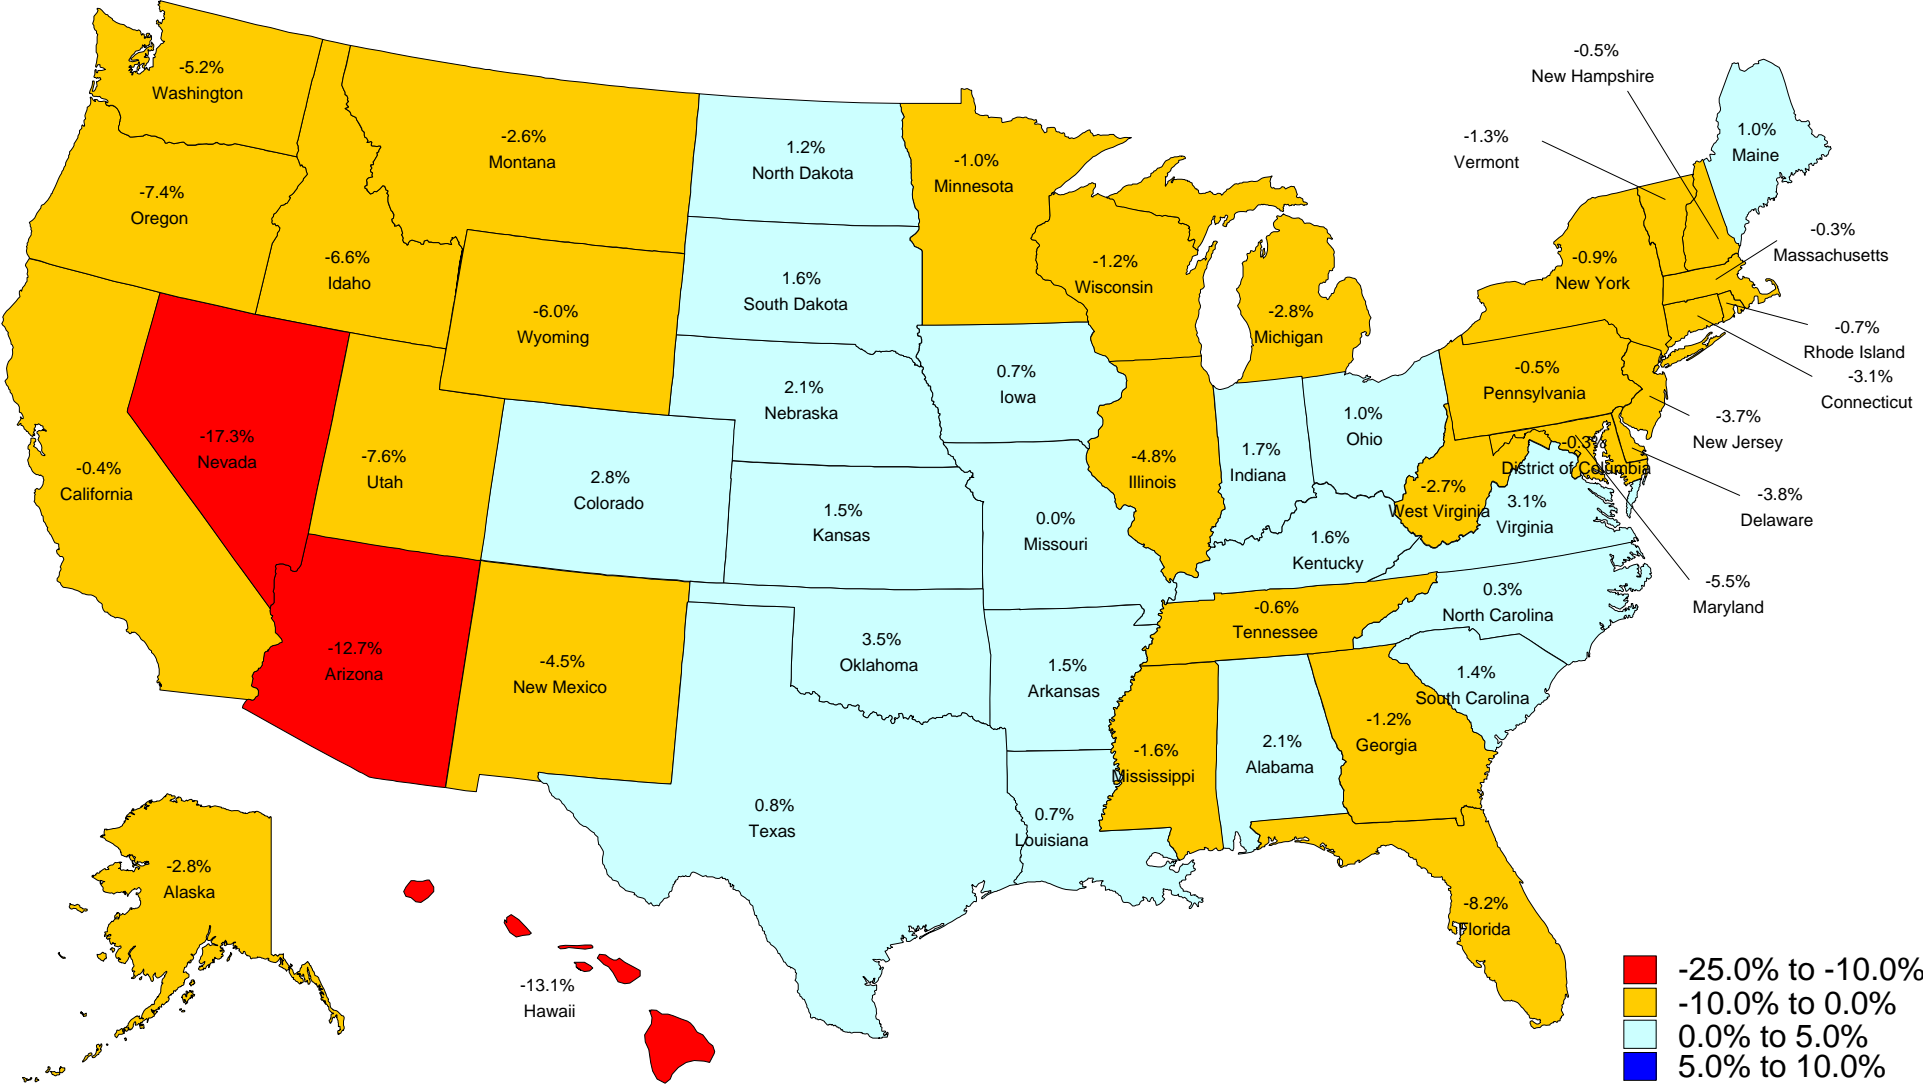 -5.2%
Washington
-7.4%
Oregon
-6.6%
Idaho
-2.6%
Montana
-6.0%
Wyoming
-17.3%
Nevada
-0.4%
California
-7.6%
Utah
2.8%
Colorado
-12.7%
Arizona
-4.5%
New Mexico
1.2%
North Dakota
1.6%
South Dakota
2.1%
Nebraska
1.5%
Kansas
3.5%
Oklahoma
0.8%
Texas
-1.0%
Minnesota
0.7%
Iowa
0.0%
Missouri
1.5%
Arkansas
0.7%
Louisiana
-1.2%
Wisconsin
-4.8%
Illinois
-2.8%
Michigan
1.7%
Indiana
1.0%
Ohio
1.6%
Kentucky
-0.6%
Tennessee
-1.6%
Mississippi
2.1%
Alabama
-1.2%
Georgia
-8.2%
Florida
1.4%
South Carolina
0.3%
North Carolina
3.1%
Virginia
-2.7%
West Virginia
-0.3%
District of Columbia
-0.5%
Pennsylvania
-0.9%
New York
-1.3%
Vermont
-0.5%
New Hampshire
1.0%
Maine
-0.3%
Massachusetts
-0.7%
Rhode Island
-3.1%
Connecticut
-3.7%
New Jersey
-3.8%
Delaware
-5.5%
Maryland
-2.8%
Alaska
-13.1%
Hawaii
-25.0% to -10.0%
-10.0% to 0.0%
0.0% to 5.0%
5.0% to 10.0%